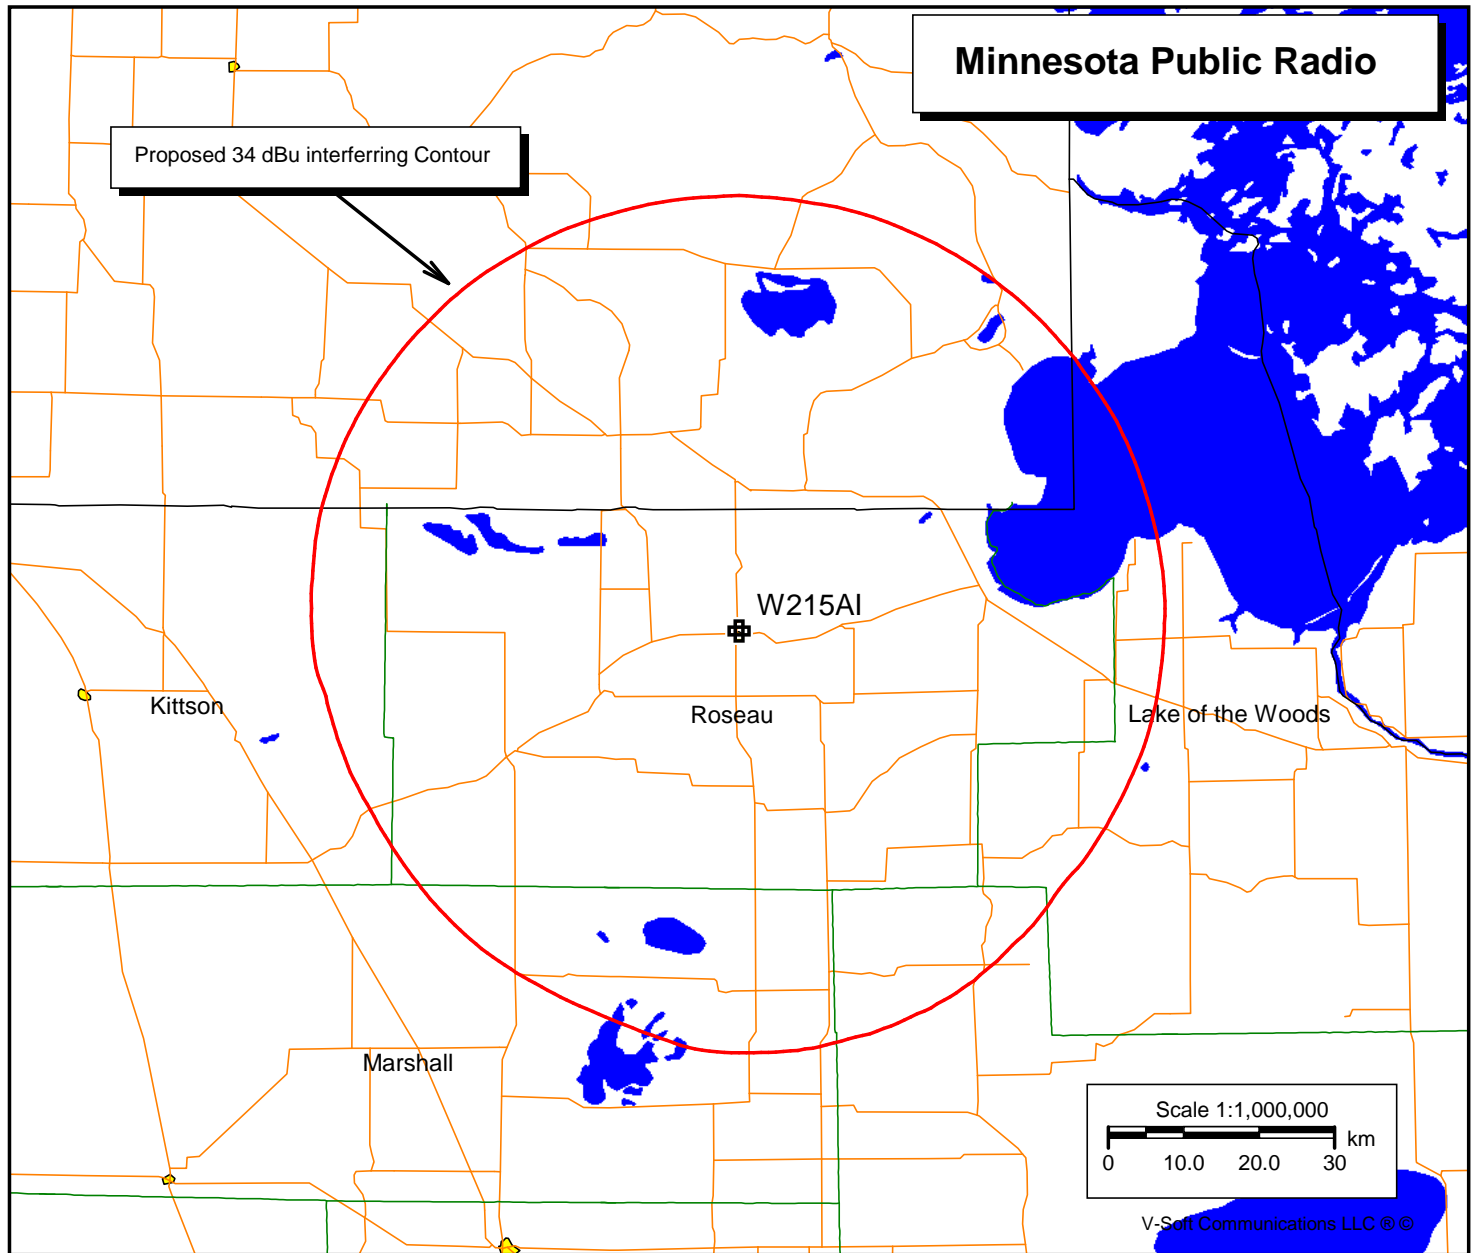 Minnesota Public Radio
Proposed 34 dBu interferring Contour
W215AI
Kittson
Roseau
Lake of the Woods
Marshall
Scale 1:1,000,000
km
0 10.0 20.0 30
V-Soft Communications LLC ® ©